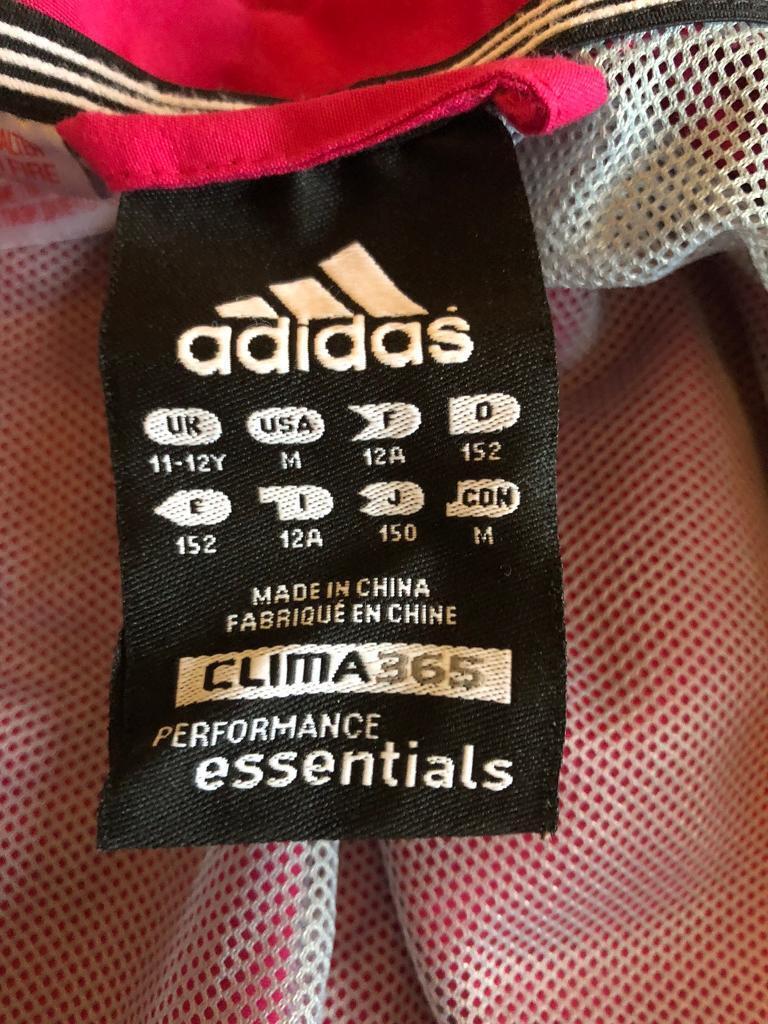 adidas
UK USA F D
11-12Y M 12A 152
E I J CDN
152 12A 150 M
MADE IN CHINA
FABRIQUÉ EN CHINE
CLIMA365
PERFORMANCE
essentials
FIRE